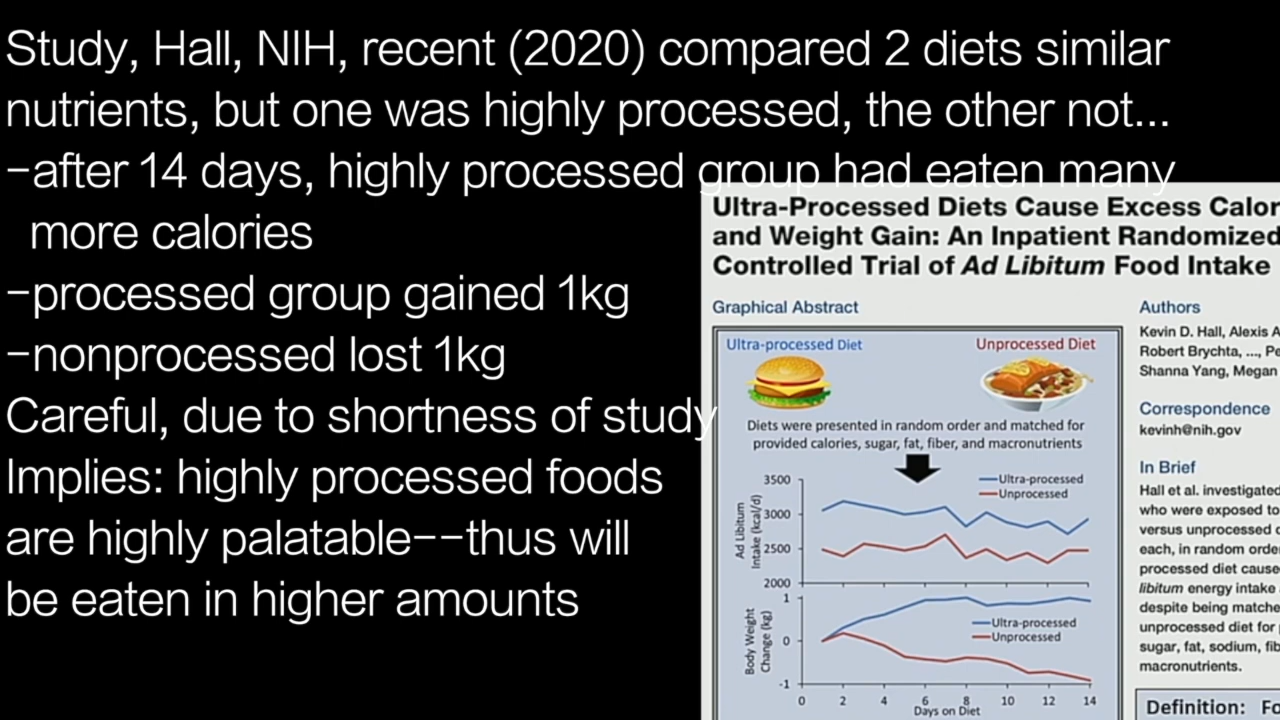 Study, Hall, NIH, recent (2020) compared 2 diets similar
nutrients, but one was highly processed, the other not...
-after 14 days, highly processed group had eaten many
more calories
-processed group gained 1kg
-nonprocessed lost 1kg
Careful, due to shortness of study
Implies: highly processed foods
are highly palatable--thus will
be eaten in higher amounts
Ultra-Processed Diets Cause Excess Calor
and Weight Gain: An Inpatient Randomized
Controlled Trial of Ad Libitum Food Intake
Graphical Abstract
Ultra-processed Diet
Unprocessed Diet
Diets were presented in random order and matched for
provided calories, sugar, fat, fiber, and macronutrients
Ad Libitum
Intake (kcal/d)
3500
3000
2500
2000
Ultra-processed
Unprocessed
Body Weight
Change (kg)
1
0
-1
Ultra-processed
Unprocessed
0 2 4 6 8 10 12 14
Days on Diet
Authors
Kevin D. Hall, Alexis A
Robert Brychta, ..., Pe
Shanna Yang, Megan
Correspondence
kevinh@nih.gov
In Brief
Hall et al. investigated
who were exposed to
versus unprocessed d
each, in random orde
processed diet cause
libitum energy intake
despite being matche
unprocessed diet for p
sugar, fat, sodium, fib
macronutrients.
Definition: Fo